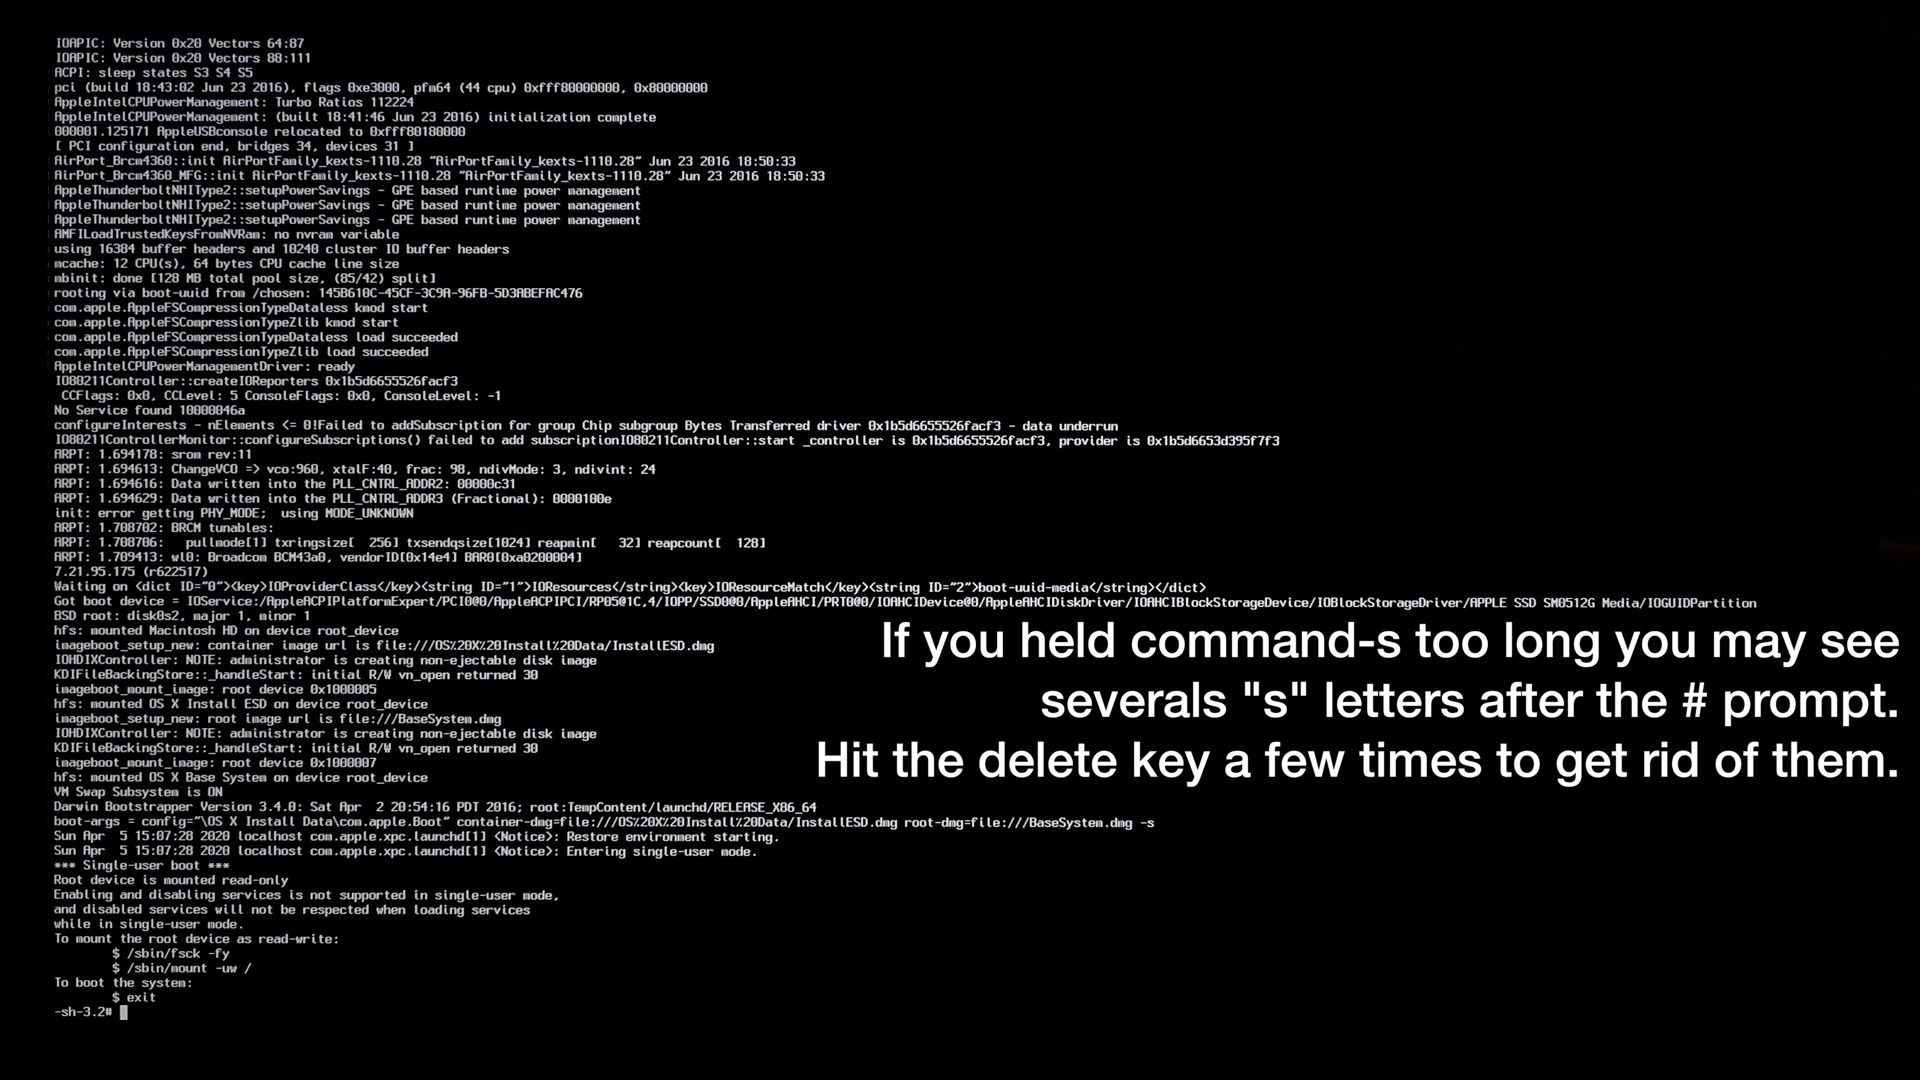 IOAPIC: Version 0x20 Vectors 64:87
IOAPIC: Version 0x20 Vectors 88:111
ACPI: sleep states S3 S4 S5
pci (build 18:43:02 Jun 23 2016), flags 0xe3000, pfm64 (44 cpu) 0xfff80000000, 0x80000000
AppleIntelCPUPowerManagement: Turbo Ratios 112224
AppleIntelCPUPowerManagement: (built 18:41:46 Jun 23 2016) initialization complete
000001.125171 AppleUSBconsole relocated to 0xfff80180000
[ PCI configuration end, bridges 34, devices 31 ]
AirPort_Brcm4360::init AirPortFamily_kexts-1110.28 "AirPortFamily_kexts-1110.28" Jun 23 2016 18:50:33
AirPort_Brcm4360_MFG::init AirPortFamily_kexts-1110.28 "AirPortFamily_kexts-1110.28" Jun 23 2016 18:50:33
AppleThunderboltNHIType2::setupPowerSavings - GPE based runtime power management
AppleThunderboltNHIType2::setupPowerSavings - GPE based runtime power management
AppleThunderboltNHIType2::setupPowerSavings - GPE based runtime power management
AMFILoadTrustedKeysFromNVRam: no nvram variable
using 16384 buffer headers and 10240 cluster IO buffer headers
mcache: 12 CPU(s), 64 bytes CPU cache line size
mbinit: done [128 MB total pool size, (85/42) split]
rooting via boot-uuid from /chosen: 145B610C-45CF-3C9A-96FB-5D3ABEFAC476
com.apple.AppleFSCompressionTypeDataless kmod start
com.apple.AppleFSCompressionTypeZlib kmod start
com.apple.AppleFSCompressionTypeDataless load succeeded
com.apple.AppleFSCompressionTypeZlib load succeeded
AppleIntelCPUPowerManagementDriver: ready
IO80211Controller::createIOReporters 0x1b5d6655526facf3
CCFlags: 0x0, CCLevel: 5 ConsoleFlags: 0x0, ConsoleLevel: -1
No Service found 10000046a
configureInterests - nElements <= 0!Failed to addSubscription for group Chip subgroup Bytes Transferred driver 0x1b5d6655526facf3 - data underrun
IO80211ControllerMonitor::configureSubscriptions() failed to add subscriptionIO80211Controller::start _controller is 0x1b5d6655526facf3, provider is 0x1b5d6653d395f7f3
ARPT: 1.694178: srom rev:11
ARPT: 1.694613: ChangeVCO => vco:960, xtalF:40, frac: 98, ndivMode: 3, ndivint: 24
ARPT: 1.694616: Data written into the PLL_CNTRL_ADDR2: 00000c31
ARPT: 1.694629: Data written into the PLL_CNTRL_ADDR3 (Fractional): 0000100e
init: error getting PHY_MODE; using MODE_UNKNOWN
ARPT: 1.708702: BRCM tunables:
ARPT: 1.708706: pullmode[1] txringsize[ 256] txsendqsize[1024] reapmin[ 32] reapcount[ 128]
ARPT: 1.709413: wl0: Broadcom BCM43a0, vendorID[0x14e4] BAR0[0xa0200004]
7.21.95.175 (r622517)
Waiting on <dict ID="0"><key>IOProviderClass</key><string ID="1">IOResources</string><key>IOResourceMatch</key><string ID="2">boot-uuid-media</string></dict>
Got boot device = IOService:/AppleACPIPlatformExpert/PCI0@0/AppleACPIPCI/RP05@1C,4/IOPP/SSD0@0/AppleAHCI/PRT0@0/IOAHCIDevice@0/AppleAHCIDiskDriver/IOAHCIBlockStorageDevice/IOBlockStorageDriver/APPLE SSD SM0512G Media/IOGUIDPartition
BSD root: disk0s2, major 1, minor 1
hfs: mounted Macintosh HD on device root_device
imageboot_setup_new: container image url is file:///OS%20X%20Install%20Data/InstallESD.dmg
IOHDIXController: NOTE: administrator is creating non-ejectable disk image
KDIFileBackingStore::_handleStart: initial R/W vn_open returned 30
imageboot_mount_image: root device 0x1000005
hfs: mounted OS X Install ESD on device root_device
imageboot_setup_new: root image url is file:///BaseSystem.dmg
IOHDIXController: NOTE: administrator is creating non-ejectable disk image
KDIFileBackingStore::_handleStart: initial R/W vn_open returned 30
imageboot_mount_image: root device 0x1000007
hfs: mounted OS X Base System on device root_device
VM Swap Subsystem is ON
Darwin Bootstrapper Version 3.4.0: Sat Apr 2 20:54:16 PDT 2016; root:TempContent/launchd/RELEASE_X86_64
boot-args = config="\OS X Install Data\com.apple.Boot" container-dmg=file:///OS%20X%20Install%20Data/InstallESD.dmg root-dmg=file:///BaseSystem.dmg -s
Sun Apr 5 15:07:28 2020 localhost com.apple.xpc.launchd[1] <Notice>: Restore environment starting.
Sun Apr 5 15:07:28 2020 localhost com.apple.xpc.launchd[1] <Notice>: Entering single-user mode.
*** Single-user boot ***
Root device is mounted read-only
Enabling and disabling services is not supported in single-user mode,
and disabled services will not be respected when loading services
while in single-user mode.
To mount the root device as read-write:
$ /sbin/fsck -fy
$ /sbin/mount -uw /
To boot the system:
$ exit
-sh-3.2#
If you held command-s too long you may see
severals "s" letters after the # prompt.
Hit the delete key a few times to get rid of them.